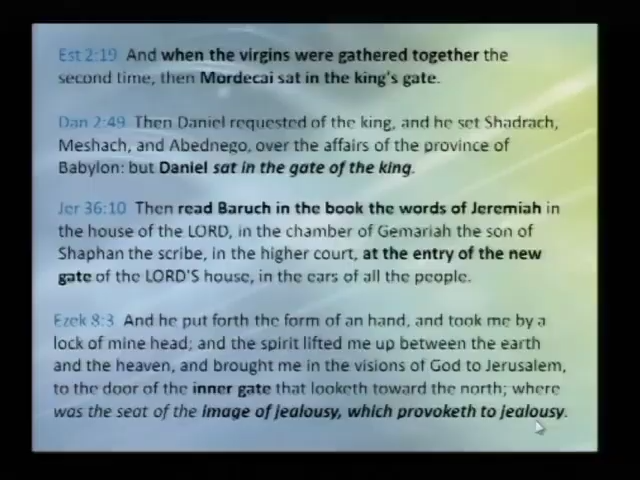 Est 2:19 And when the virgins were gathered together the
second time, then Mordecai sat in the king's gate.
Dan 2:49 Then Daniel requested of the king, and he set Shadrach,
Meshach, and Abednego, over the affairs of the province of
Babylon: but Daniel sat in the gate of the king.
Jer 36:10 Then read Baruch in the book the words of Jeremiah in
the house of the LORD, in the chamber of Gemariah the son of
Shaphan the scribe, in the higher court, at the entry of the new
gate of the LORD'S house, in the ears of all the people.
Ezek 8:3 And he put forth the form of an hand, and took me by a
lock of mine head; and the spirit lifted me up between the earth
and the heaven, and brought me in the visions of God to Jerusalem,
to the door of the inner gate that looketh toward the north; where
was the seat of the image of jealousy, which provoketh to jealousy.